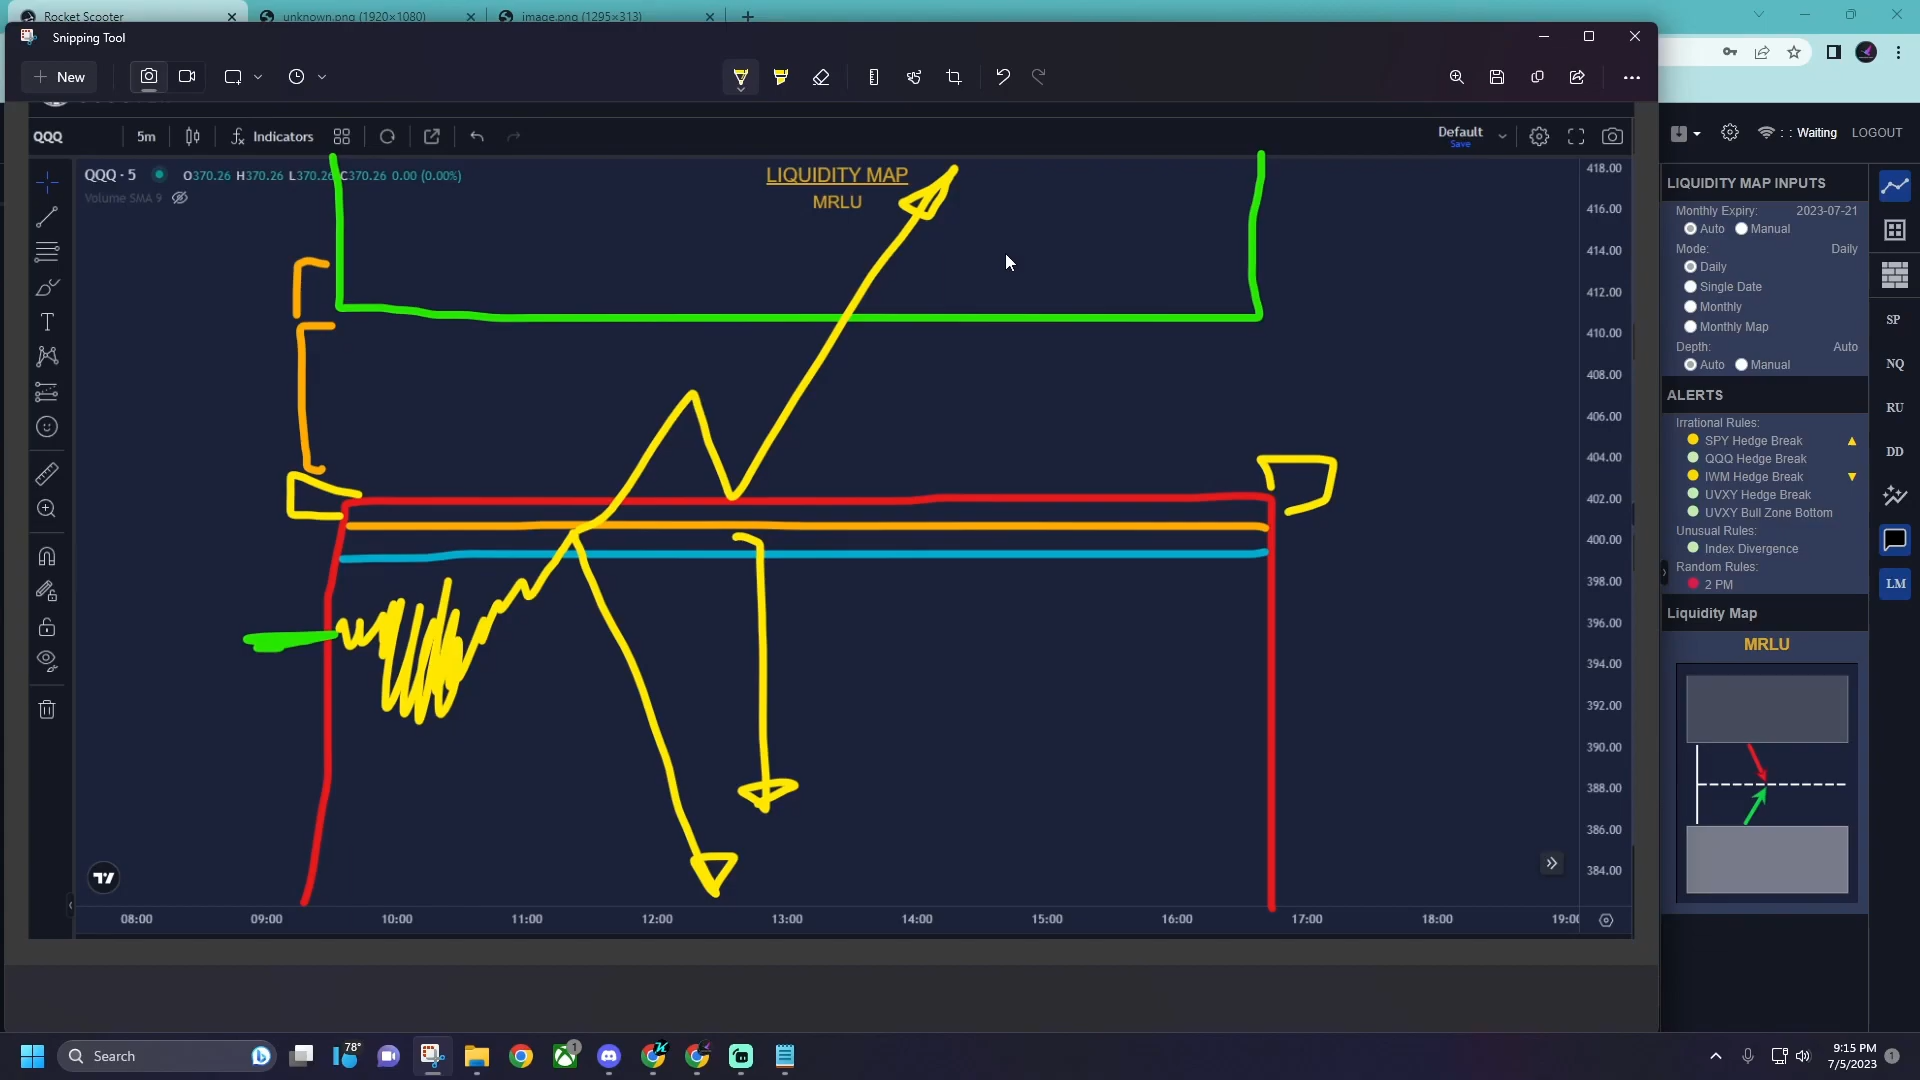 Rocket Scooter
unknown.png (1920×1080)
image.png (1295×313)
Snipping Tool
New
QQQ
5m
Indicators
Default
Save
Waiting
LOGOUT
QQQ · 5
O370.26 H370.26 L370.26 C370.26 0.00 (0.00%)
Volume SMA 9
LIQUIDITY MAP
MRLU
418.00
416.00
414.00
412.00
410.00
408.00
406.00
404.00
402.00
400.00
398.00
396.00
394.00
392.00
390.00
388.00
386.00
384.00
08:00
09:00
10:00
11:00
12:00
13:00
14:00
15:00
16:00
17:00
18:00
LIQUIDITY MAP INPUTS
Monthly Expiry: 2023-07-21
Auto Manual
Mode: Daily
Daily
Single Date
Monthly
Monthly Map
Depth: Auto
Auto Manual
ALERTS
Irrational Rules:
SPY Hedge Break
QQQ Hedge Break
IWM Hedge Break
UVXY Hedge Break
UVXY Bull Zone Bottom
Unusual Rules:
Index Divergence
Random Rules:
2 PM
Liquidity Map
MRLU
SP
NQ
RU
DD
LM
Search
78°
1
9:15 PM
7/5/2023
1